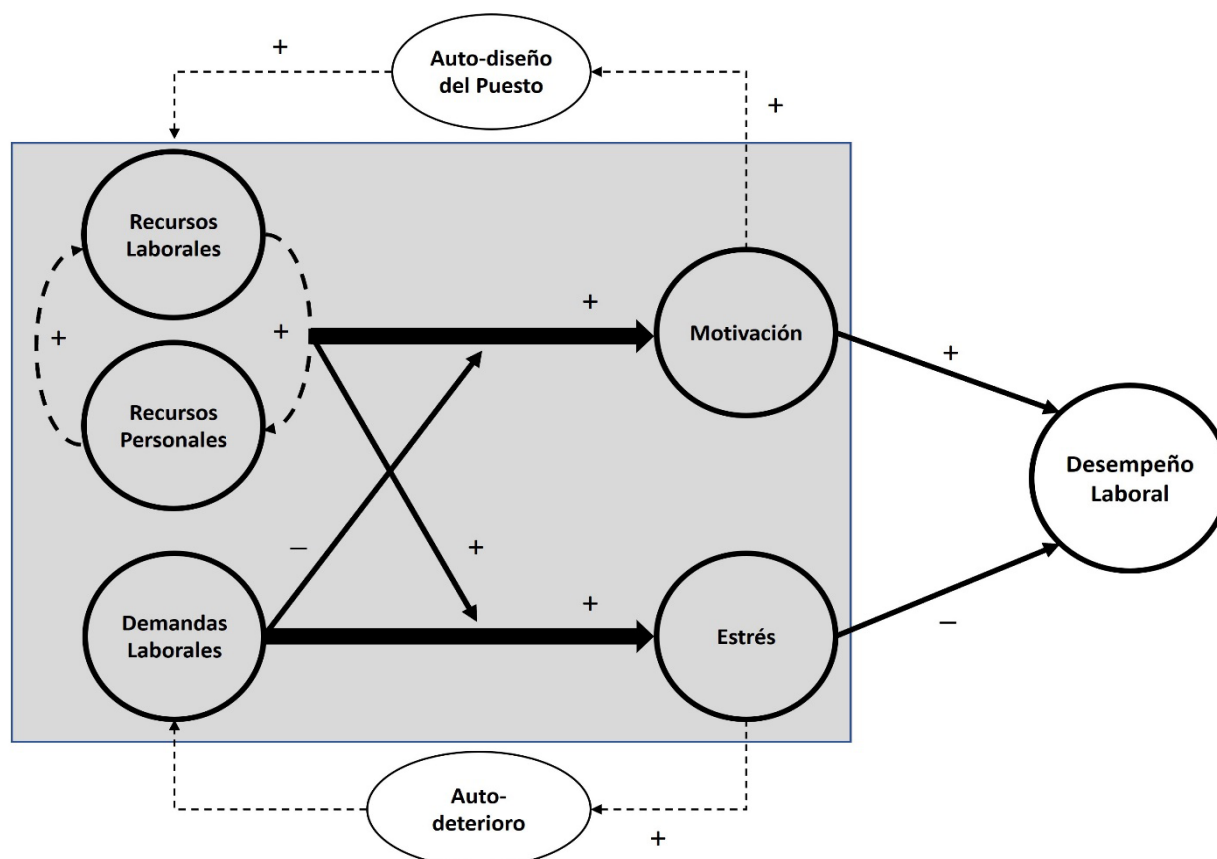 +
Auto-diseño
del Puesto
+
Recursos
Laborales
+
+
+
Motivación
+
Recursos
Personales
Desempeño
Laboral
–
+
Demandas
Laborales
+
Estrés
–
Auto-
deterioro
+